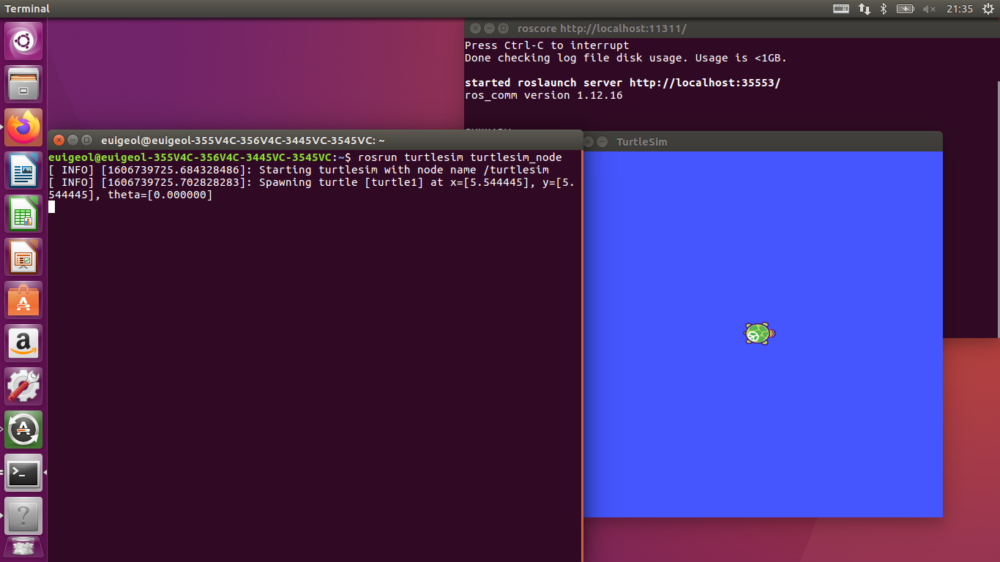 Terminal
21:35
roscore http://localhost:11311/
Press Ctrl-C to interrupt
Done checking log file disk usage. Usage is <1GB.
started roslaunch server http://localhost:35553/
ros_comm version 1.12.16
euigeol@euigeol-355V4C-356V4C-3445VC-3545VC: ~
euigeol@euigeol-355V4C-356V4C-3445VC-3545VC:~$ rosrun turtlesim turtlesim_node
[ INFO] [1606739725.684328486]: Starting turtlesim with node name /turtlesim
[ INFO] [1606739725.702828283]: Spawning turtle [turtle1] at x=[5.544445], y=[5.
544445], theta=[0.000000]
TurtleSim